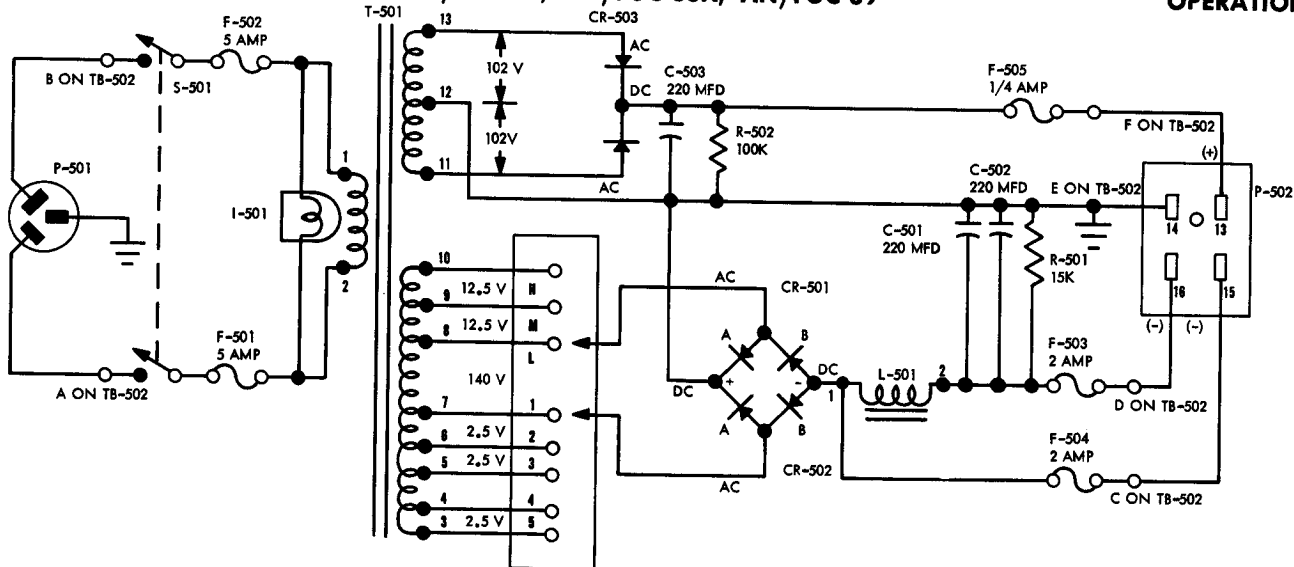 OPERATION
T-501
13
CR-503
F-502
5 AMP
AC
B ON TB-502
S-501
102 V
C-503
220 MFD
DC
F-505
1/4 AMP
12
R-502
100K
102V
F ON TB-502
P-501
1
11
AC
(+)
C-502
220 MFD
E ON TB-502
P-502
I-501
14
13
C-501
220 MFD
R-501
15K
2
10
AC
CR-501
16
15
12.5 V
N
9
12.5 V
M
8
L
A
B
(-)
(-)
F-503
2 AMP
F-501
5 AMP
140 V
DC
+
-
DC
1
L-501
2
A ON TB-502
D ON TB-502
7
1
A
B
6
2.5 V
2
F-504
2 AMP
5
2.5 V
3
AC
CR-502
C ON TB-502
4
4
3
2.5 V
5